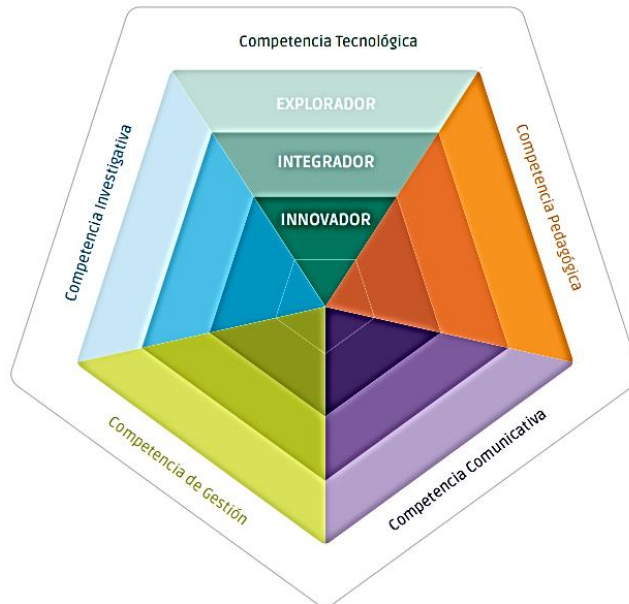 Competencia Tecnológica
EXPLORADOR
INTEGRADOR
INNOVADOR
Competencia Investigativa
Competencia Pedagógica
Competencia de Gestión
Competencia Comunicativa